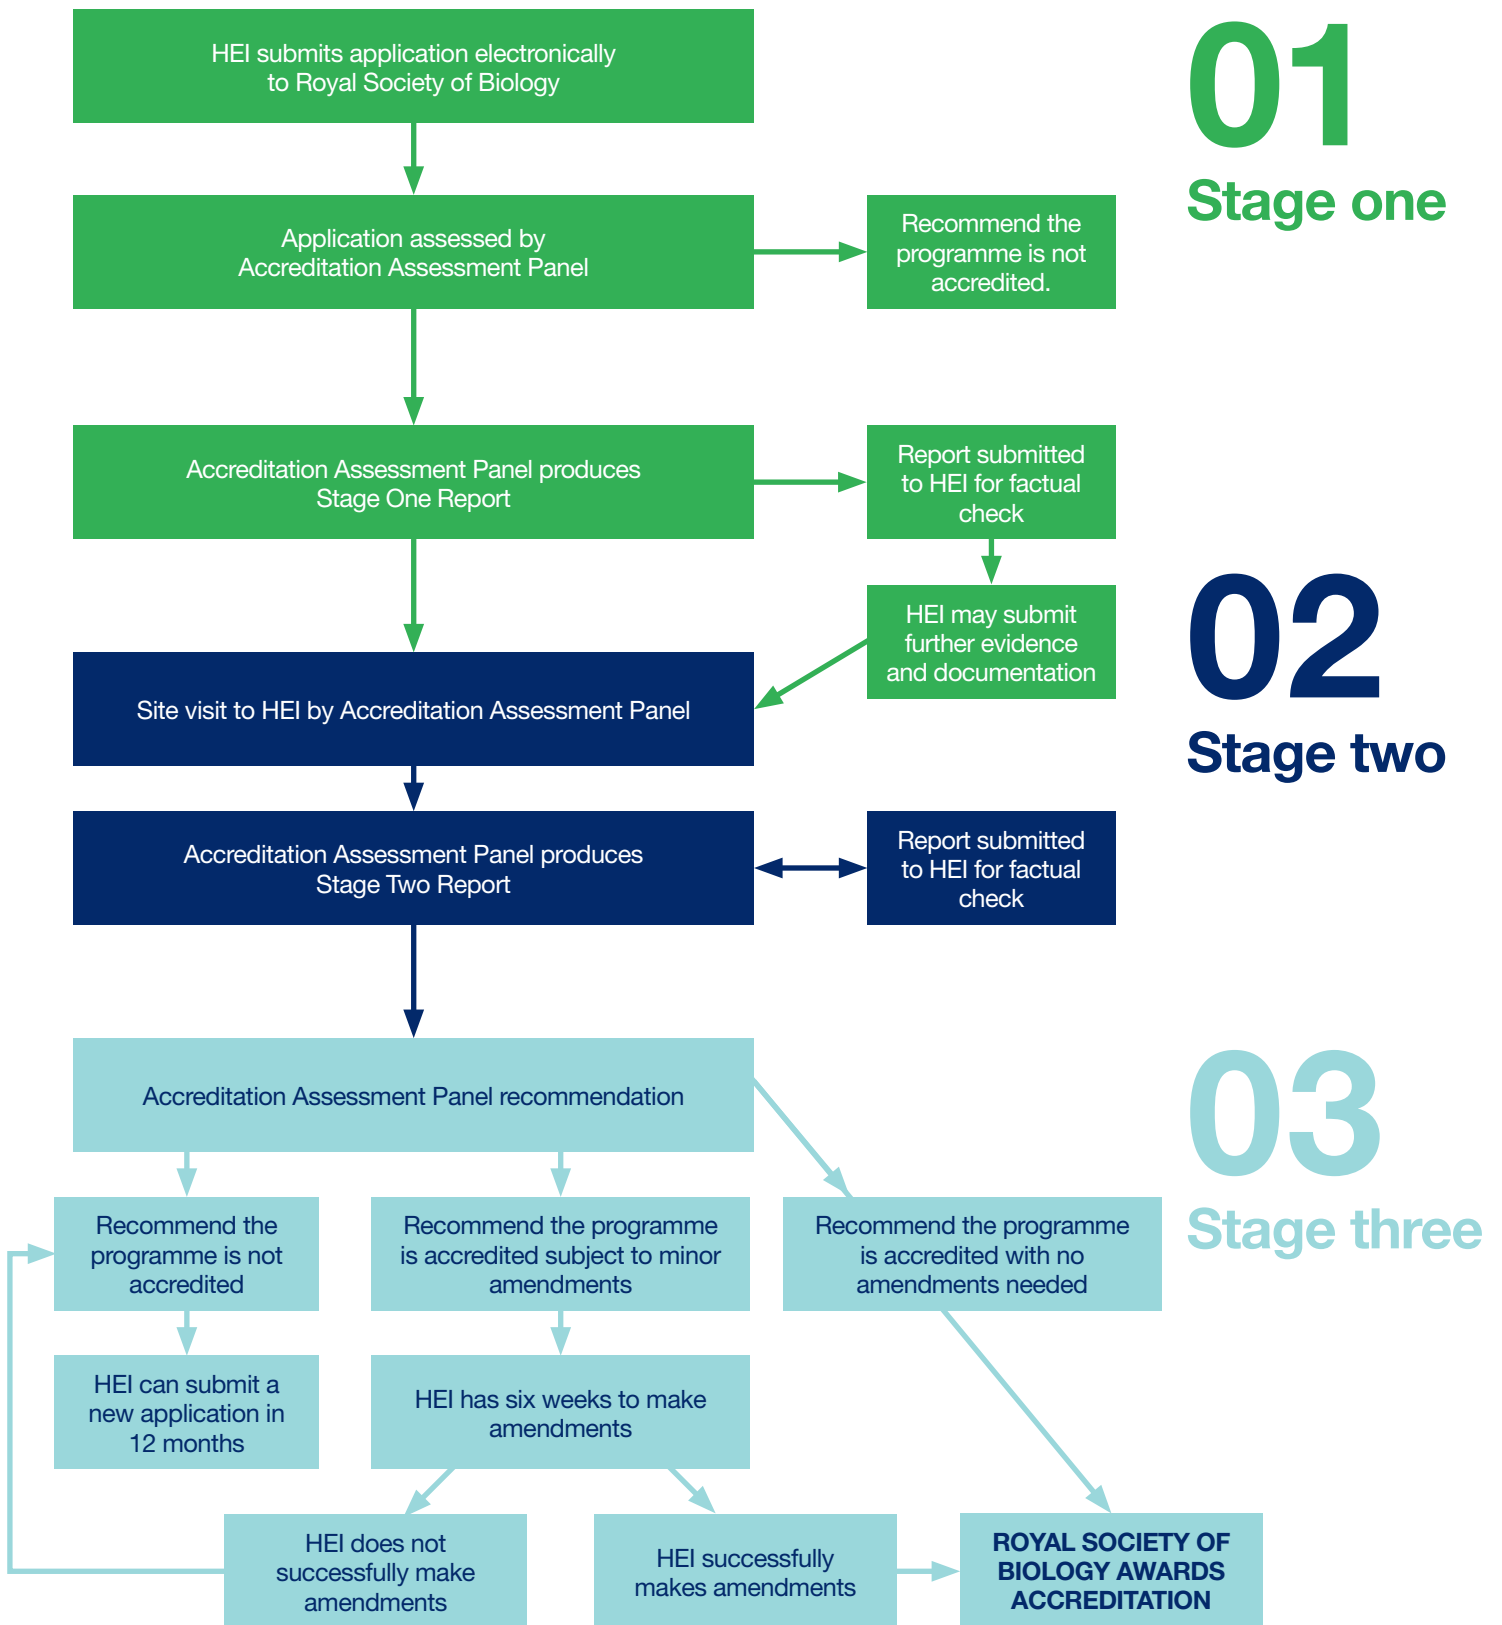 HEI submits application electronically
to Royal Society of Biology
01
Stage one
Application assessed by
Accreditation Assessment Panel
Recommend the
programme is not
accredited.
Accreditation Assessment Panel produces
Stage One Report
Report submitted
to HEI for factual
check
HEI may submit
further evidence
and documentation
02
Stage two
Site visit to HEI by Accreditation Assessment Panel
Accreditation Assessment Panel produces
Stage Two Report
Report submitted
to HEI for factual
check
03
Stage three
Accreditation Assessment Panel recommendation
Recommend the
programme is not
accredited
Recommend the programme
is accredited subject to minor
amendments
Recommend the programme
is accredited with no
amendments needed
HEI can submit a
new application in
12 months
HEI has six weeks to make
amendments
HEI does not
successfully make
amendments
HEI successfully
makes amendments
ROYAL SOCIETY OF
BIOLOGY AWARDS
ACCREDITATION